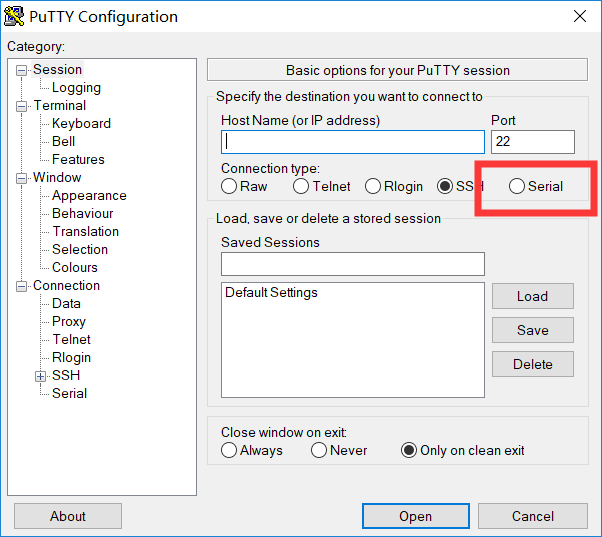 PuTTY Configuration
Category:
Session
Logging
Terminal
Keyboard
Bell
Features
Window
Appearance
Behaviour
Translation
Selection
Colours
Connection
Data
Proxy
Telnet
Rlogin
SSH
Serial
Basic options for your PuTTY session
Specify the destination you want to connect to
Host Name (or IP address) Port
22
Connection type:
Raw Telnet Rlogin SSH Serial
Load, save or delete a stored session
Saved Sessions
Default Settings
Load
Save
Delete
Close window on exit:
Always Never Only on clean exit
About Open Cancel